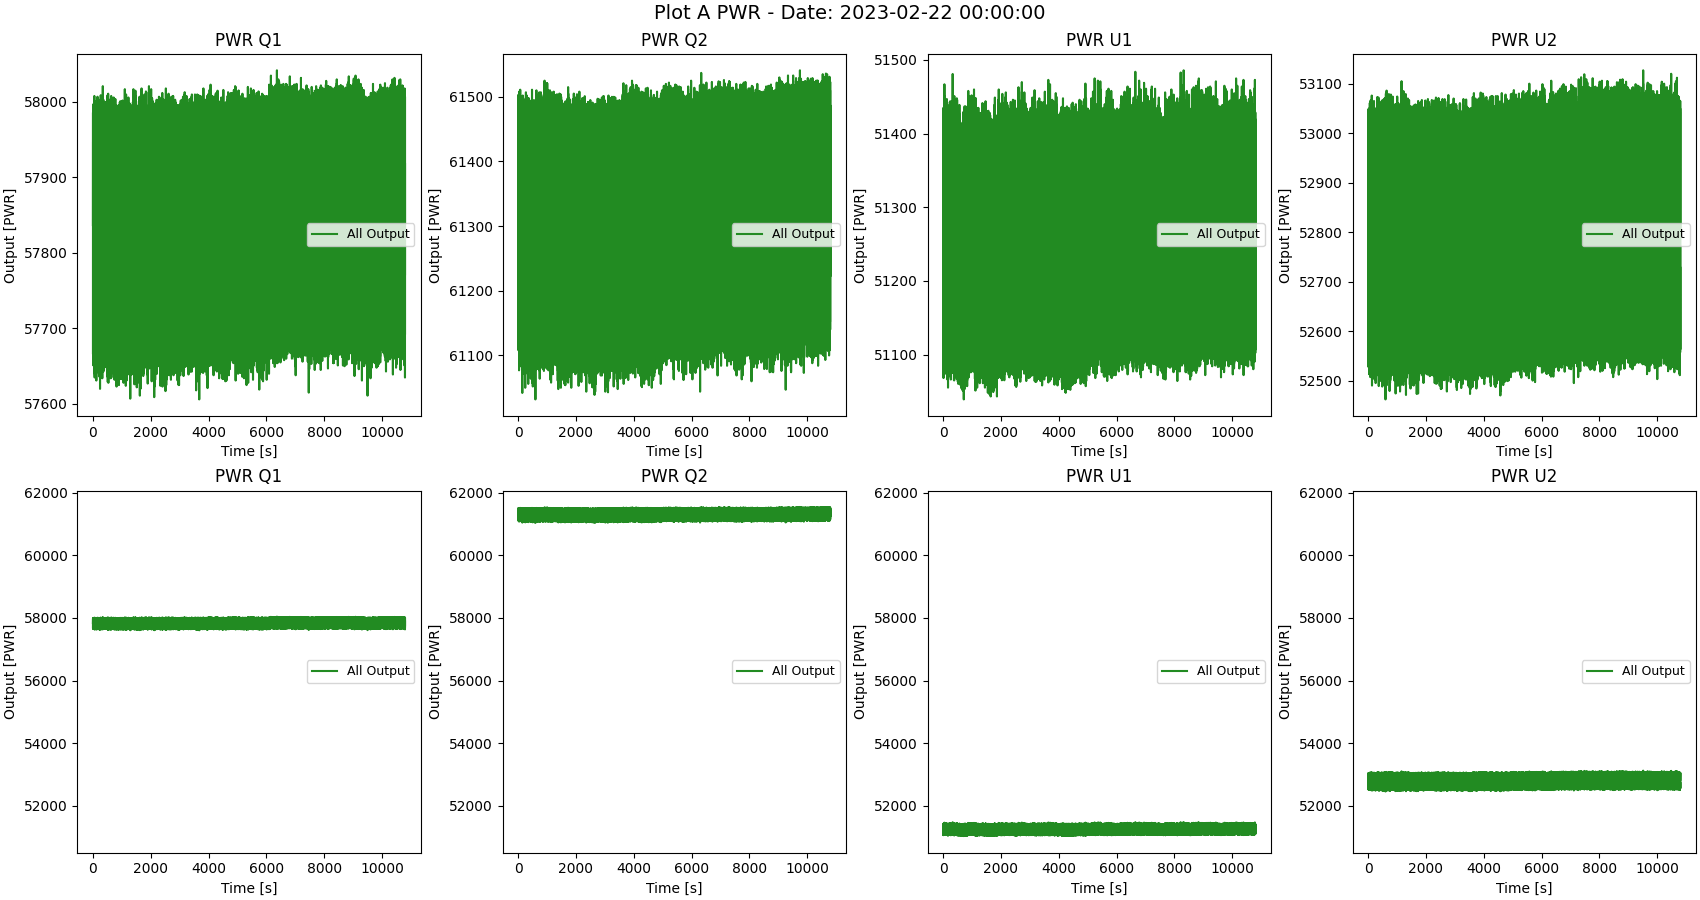 Plot A PWR - Date: 2023-02-22 00:00:00
PWR Q1
58000
57900
57800
57700
57600
Output [PWR]
All Output
0 2000 4000 6000 8000 10000
Time [s]
PWR Q2
61500
61400
61300
61200
61100
Output [PWR]
All Output
0 2000 4000 6000 8000 10000
Time [s]
PWR U1
51500
51400
51300
51200
51100
Output [PWR]
All Output
0 2000 4000 6000 8000 10000
Time [s]
PWR U2
53100
53000
52900
52800
52700
52600
52500
Output [PWR]
All Output
0 2000 4000 6000 8000 10000
Time [s]
PWR Q1
62000
60000
58000
56000
54000
52000
Output [PWR]
All Output
0 2000 4000 6000 8000 10000
Time [s]
PWR Q2
62000
60000
58000
56000
54000
52000
Output [PWR]
All Output
0 2000 4000 6000 8000 10000
Time [s]
PWR U1
62000
60000
58000
56000
54000
52000
Output [PWR]
All Output
0 2000 4000 6000 8000 10000
Time [s]
PWR U2
62000
60000
58000
56000
54000
52000
Output [PWR]
All Output
0 2000 4000 6000 8000 10000
Time [s]